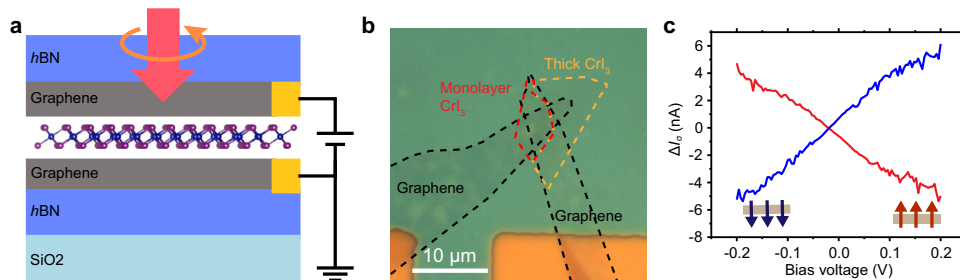 a
hBN
Graphene
Graphene
hBN
SiO2
b
Thick CrI3
Monolayer
CrI3
Graphene
Graphene
10 μm
c
ΔIσ (nA)
6
4
2
0
-2
-4
-6
-8
-0.2
-0.1
0.0
0.1
0.2
Bias voltage (V)